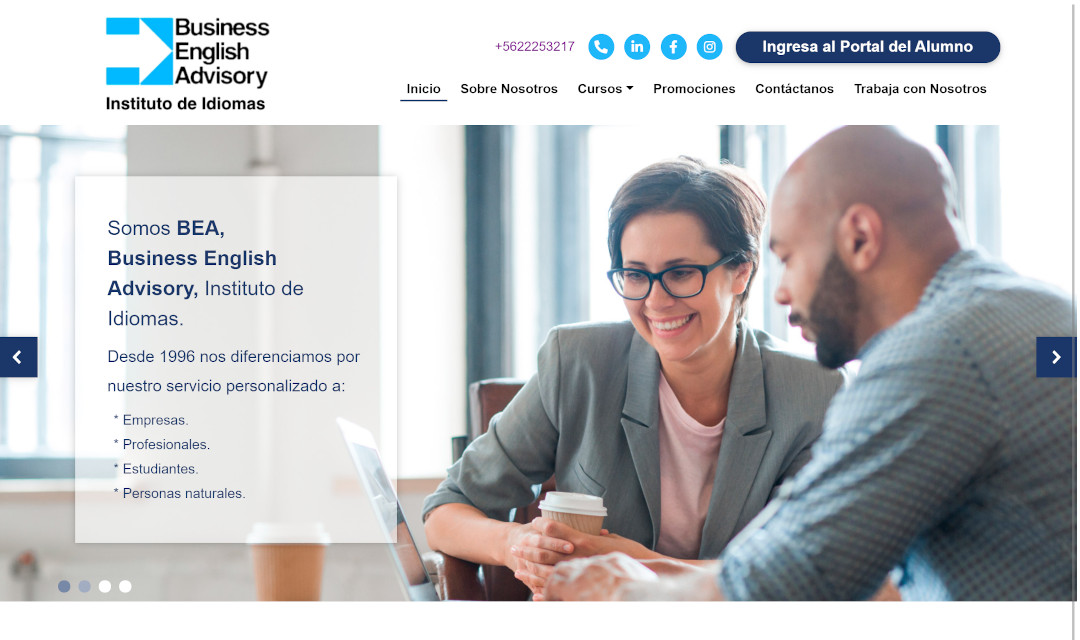 Business
English
Advisory
Instituto de Idiomas
+5622253217
Ingresa al Portal del Alumno
Inicio Sobre Nosotros Cursos Promociones Contáctanos Trabaja con Nosotros
Somos BEA,
Business English
Advisory, Instituto de
Idiomas.
Desde 1996 nos diferenciamos por
nuestro servicio personalizado a:
* Empresas.
* Profesionales.
* Estudiantes.
* Personas naturales.